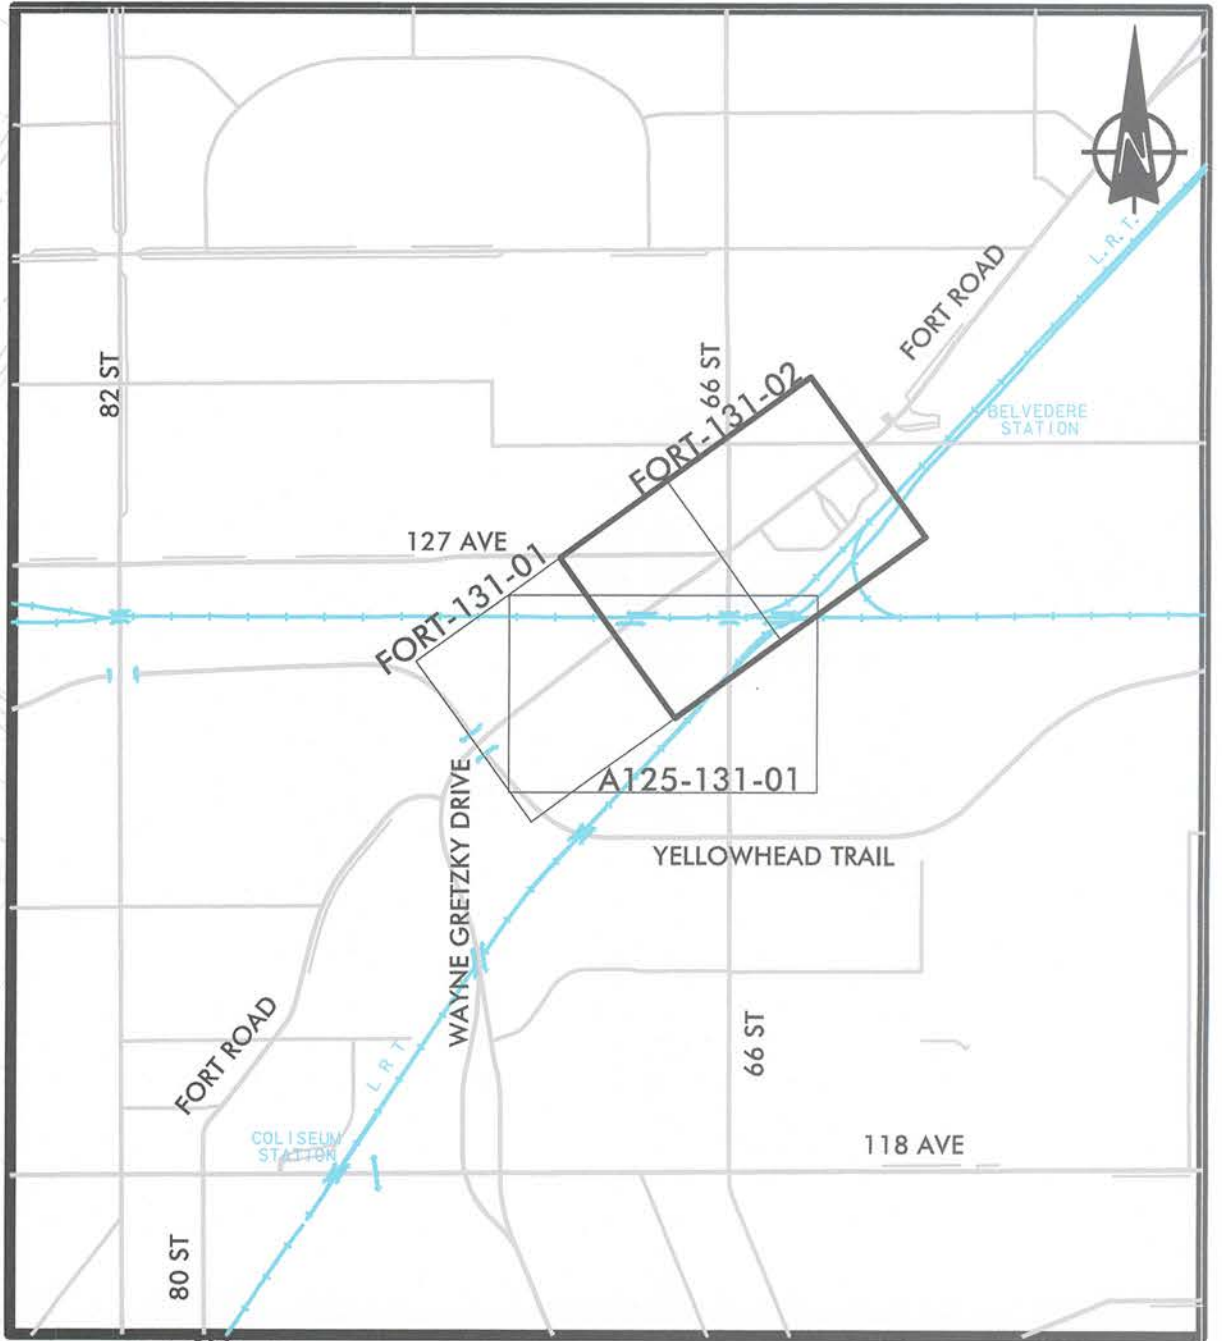 N
L.R.T.
FORT ROAD
82 ST
66 ST
FORT-131-02
BELVEDERE
STATION
127 AVE
FORT-131-01
A125-131-01
WAYNE GRETZKY DRIVE
YELLOWHEAD TRAIL
FORT ROAD
L R T
66 ST
COLISEUM
STATION
118 AVE
80 ST